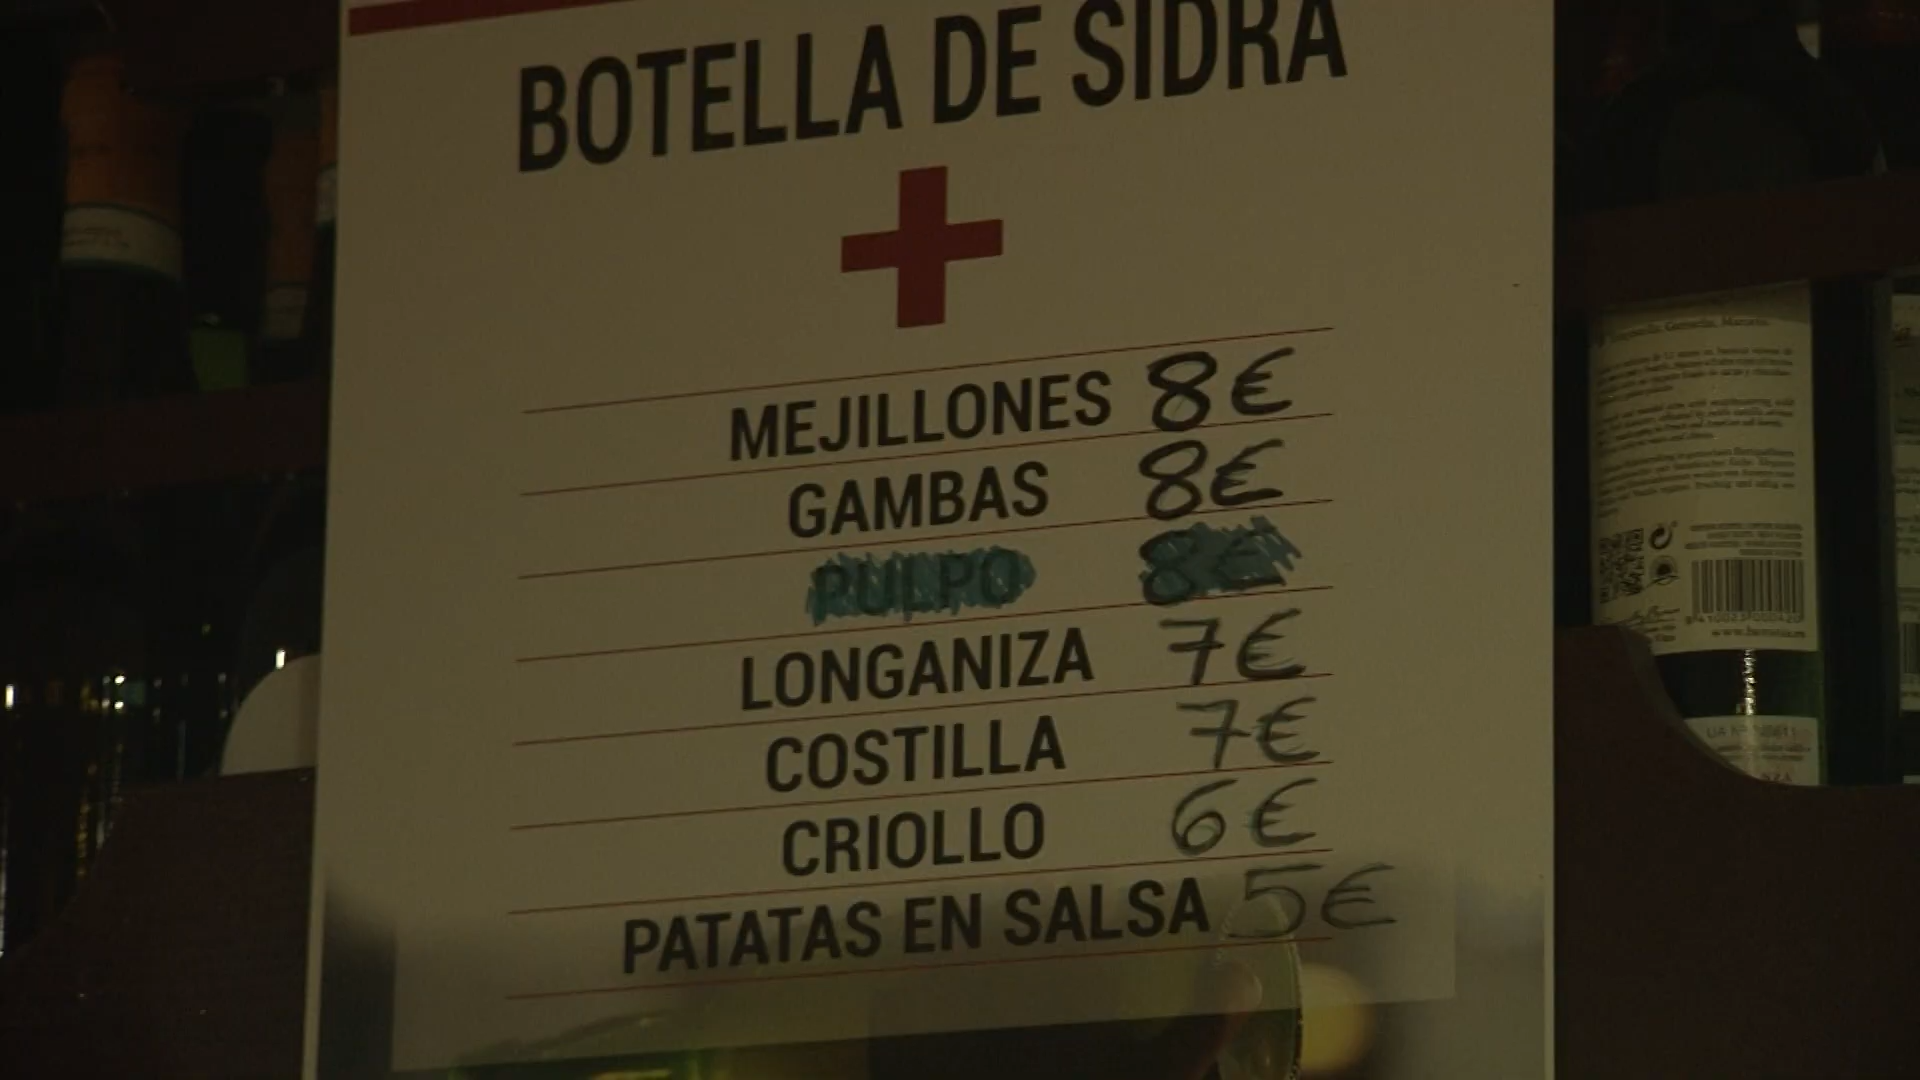 BOTELLA DE SIDRA
+
MEJILLONES 8€
GAMBAS 8€
PULPO 8€
LONGANIZA 7€
COSTILLA 7€
CRIOLLO 6€
PATATAS EN SALSA 5€